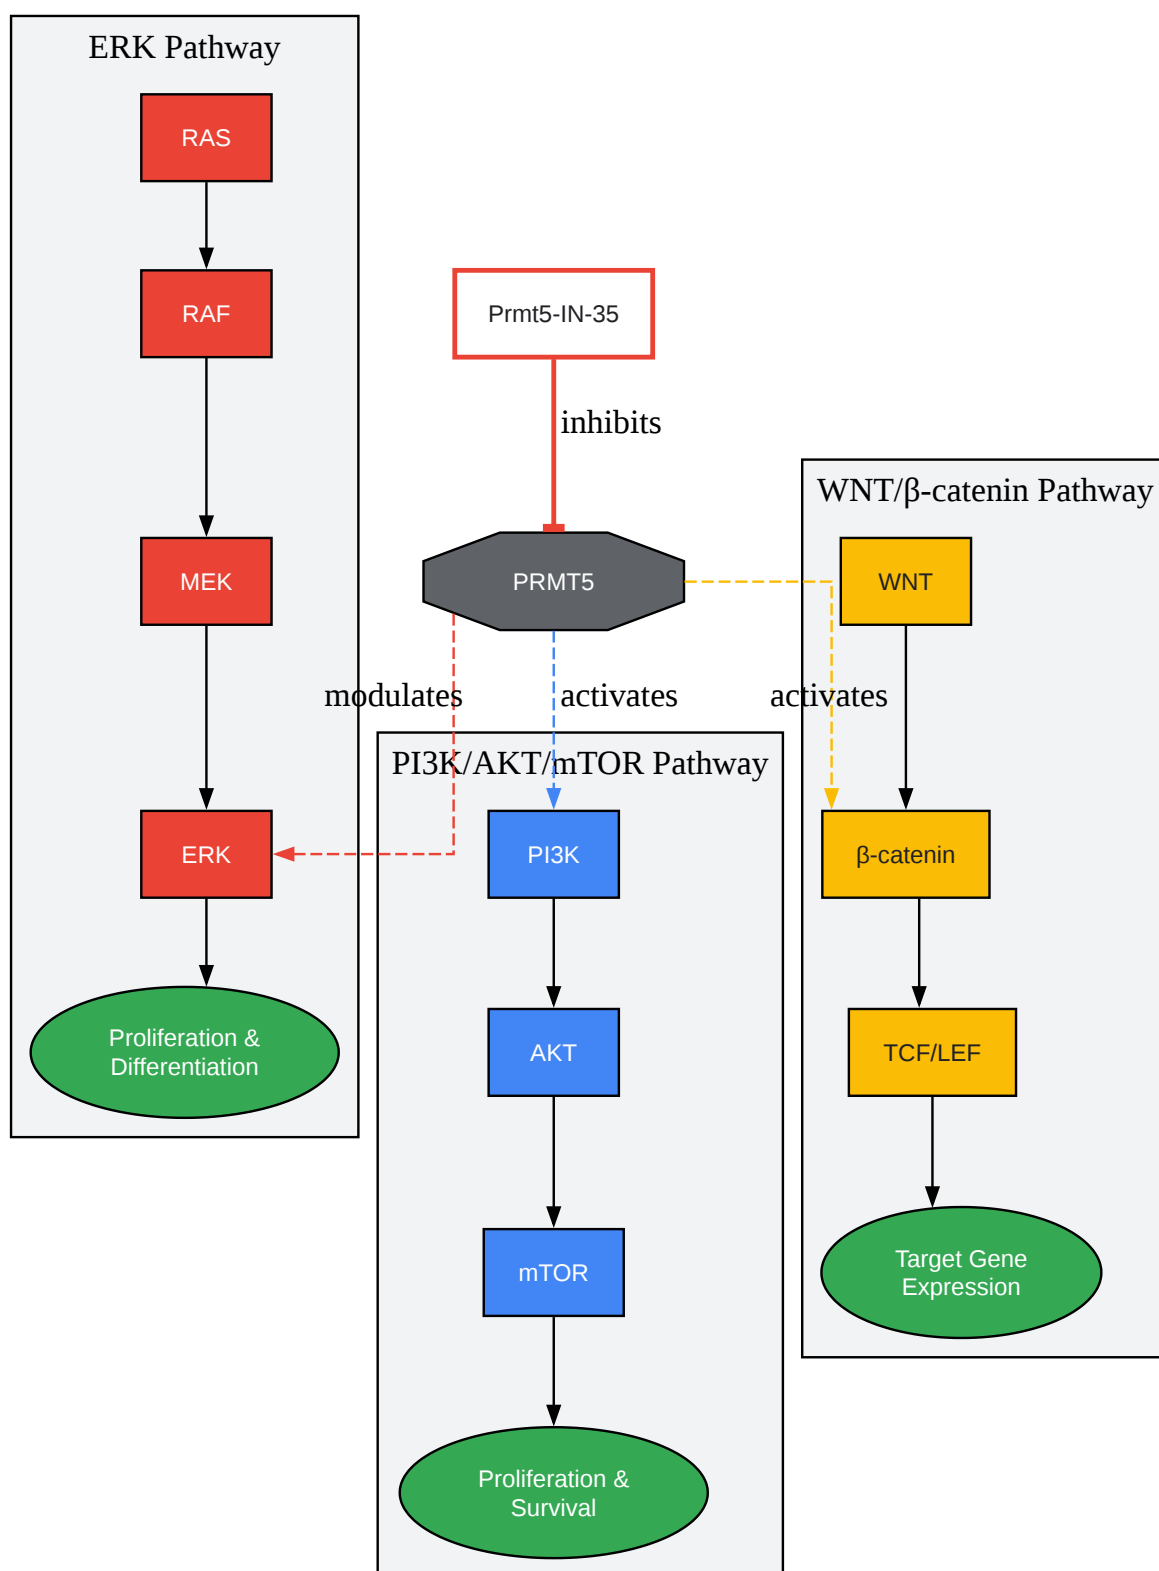 ERK Pathway
RAS
RAF
MEK
ERK
Proliferation &
Differentiation
Prmt5-IN-35
inhibits
PRMT5
modulates
activates
activates
PI3K/AKT/mTOR Pathway
PI3K
AKT
mTOR
Proliferation &
Survival
WNT/β-catenin Pathway
WNT
β-catenin
TCF/LEF
Target Gene
Expression